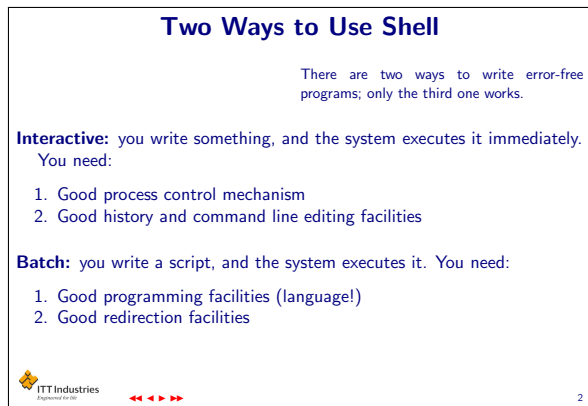 Two Ways to Use Shell
There are two ways to write error-free
programs; only the third one works.
Interactive: you write something, and the system executes it immediately.
You need:
1. Good process control mechanism
2. Good history and command line editing facilities
Batch: you write a script, and the system executes it. You need:
1. Good programming facilities (language!)
2. Good redirection facilities
ITT Industries
Engineered for life
2